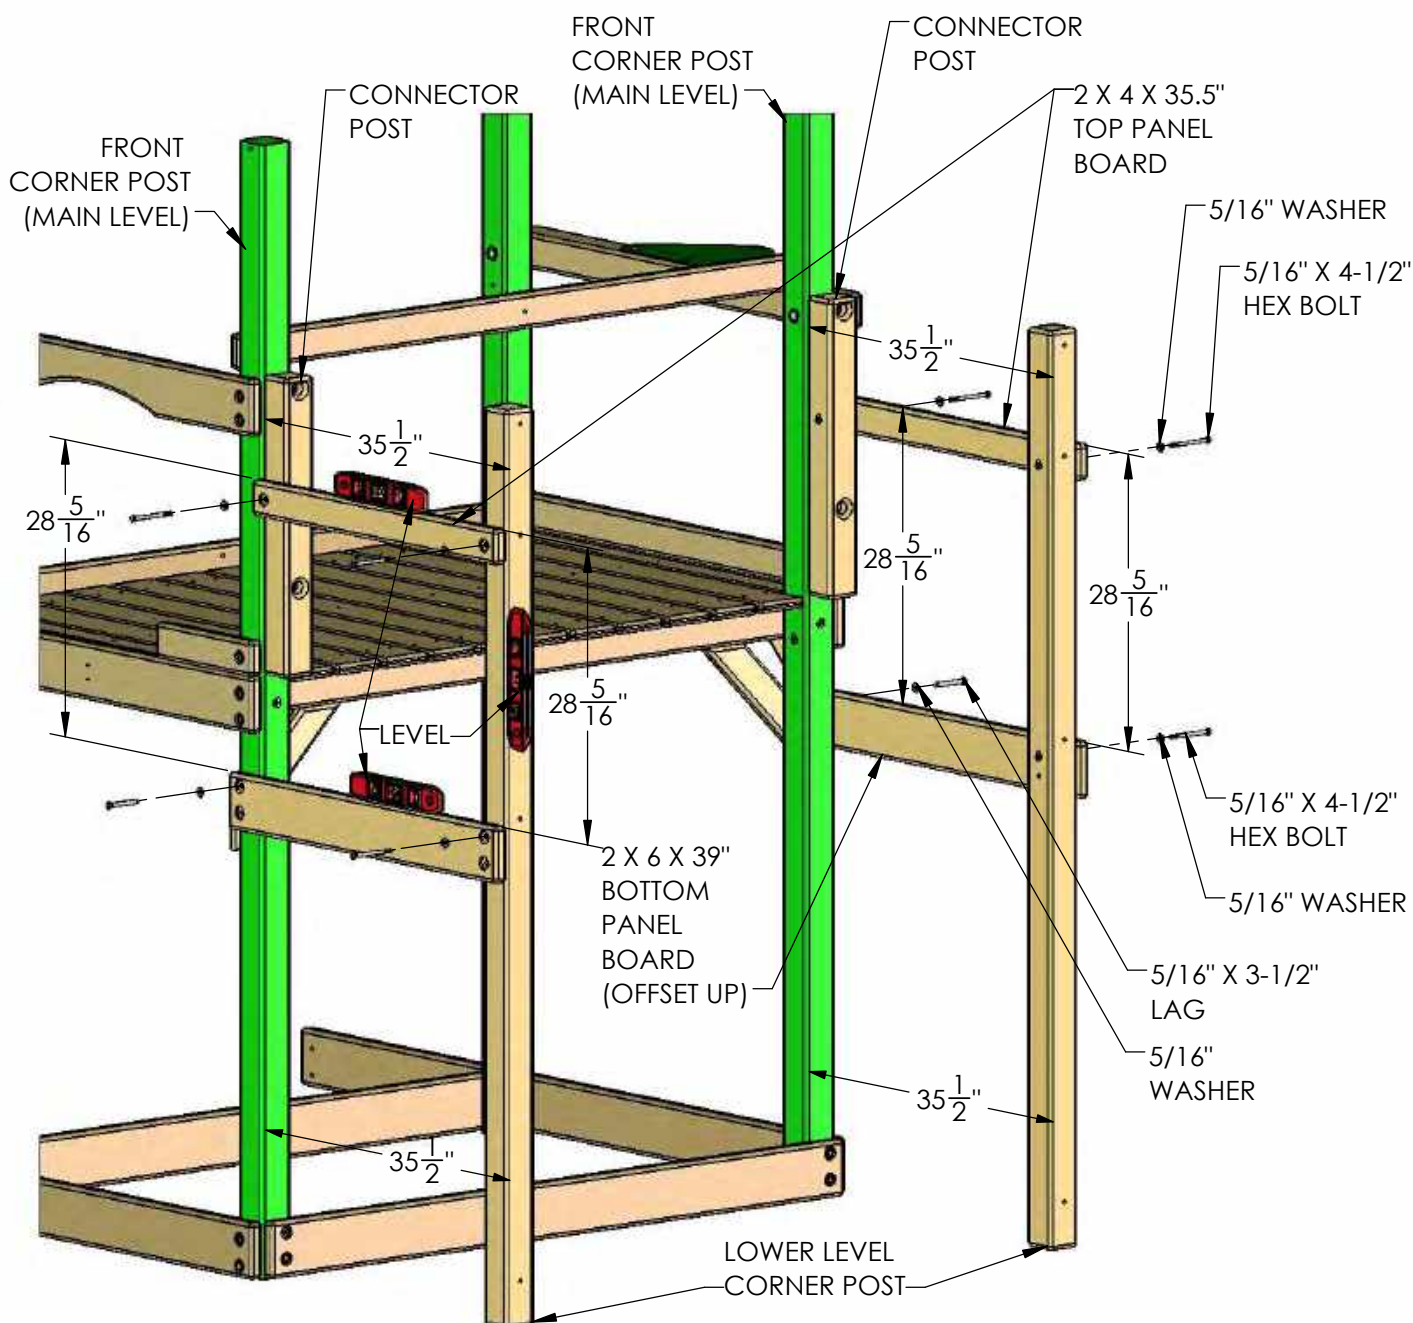 FRONT
CORNER POST
(MAIN LEVEL)
CONNECTOR
POST
CONNECTOR
POST
FRONT
CORNER POST
(MAIN LEVEL)
2 X 4 X 35.5"
TOP PANEL
BOARD
5/16" WASHER
5/16" X 4-1/2"
HEX BOLT
35 1/2"
35 1/2"
28 5/16"
28 5/16"
28 5/16"
28 5/16"
LEVEL
2 X 6 X 39"
BOTTOM
PANEL
BOARD
(OFFSET UP)
5/16" X 4-1/2"
HEX BOLT
5/16" WASHER
5/16" X 3-1/2"
LAG
5/16"
WASHER
35 1/2"
35 1/2"
LOWER LEVEL
CORNER POST